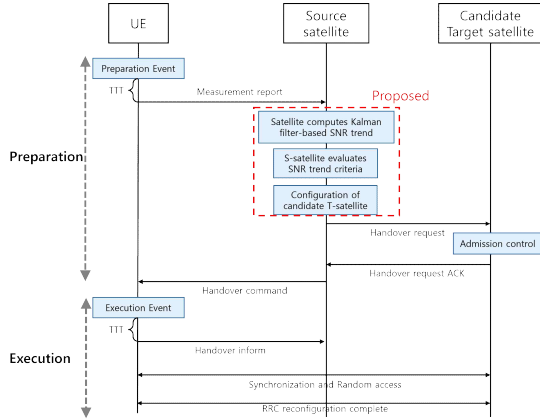 UE
Source
satellite
Candidate
Target satellite
Preparation Event
TTT
Measurement report
Proposed
Satellite computes Kalman
filter-based SNR trend
Preparation
S-satellite evaluates
SNR trend criteria
Configuration of
candidate T-satellite
Handover request
Admission control
Handover request ACK
Handover command
Execution Event
TTT
Handover inform
Execution
Synchronization and Random access
RRC reconfiguration complete